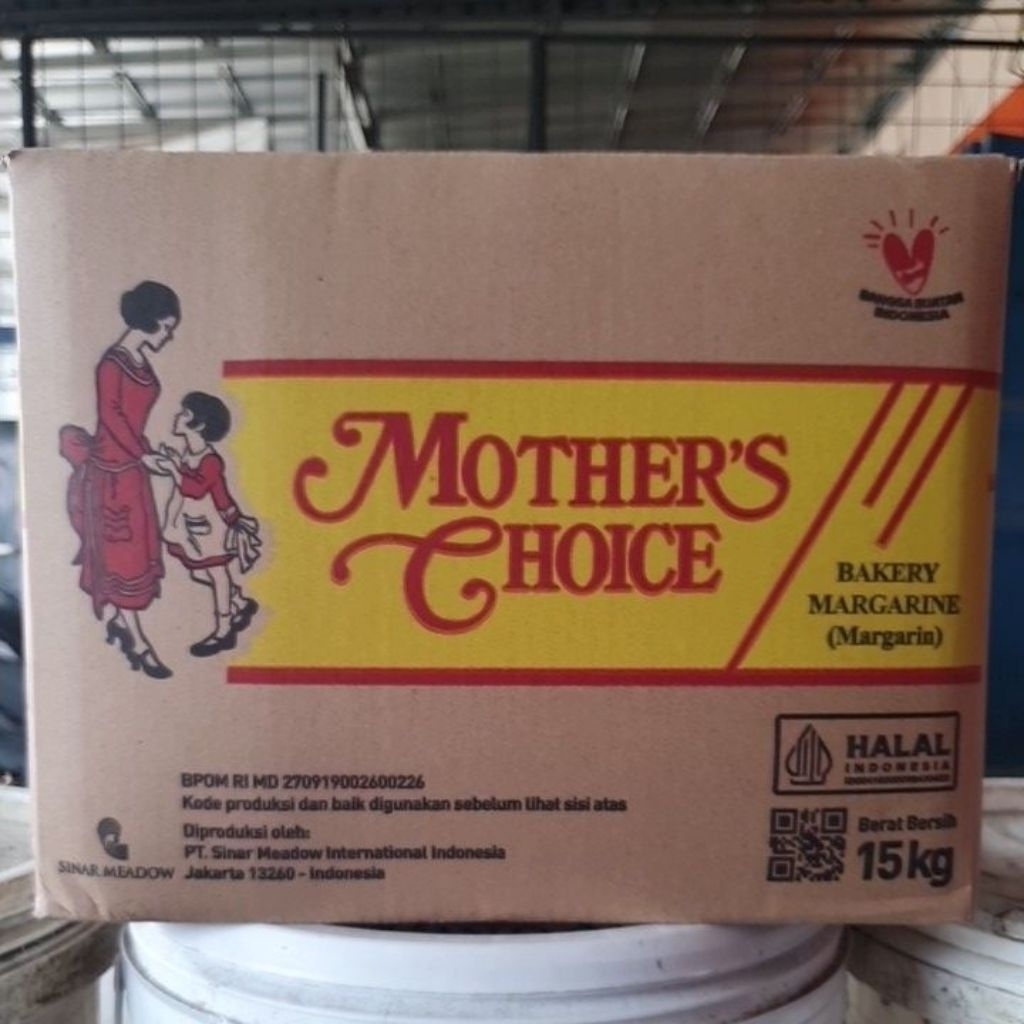 BANGGA BUATAN
INDONESIA
MOTHER'S
CHOICE
BAKERY
MARGARINE
(Margarin)
HALAL
INDONESIA
BPOM RI MD 270919002600226
Kode produksi dan baik digunakan sebelum lihat sisi atas
Diproduksi oleh:
PT. Sinar Meadow International Indonesia
Jakarta 13260 - Indonesia
SINAR MEADOW
Berat Bersih
15kg